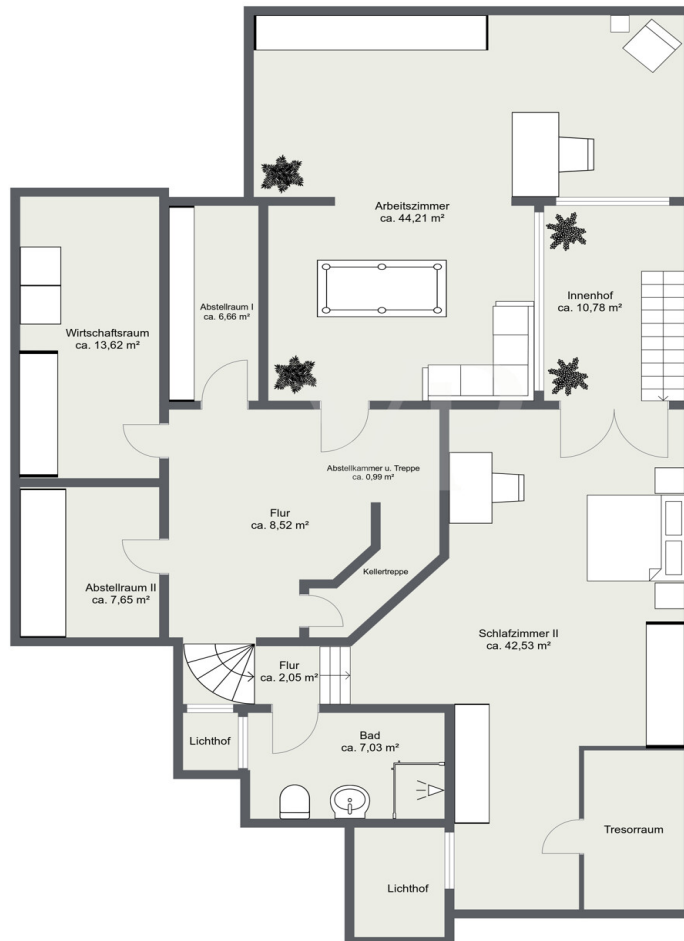 Arbeitszimmer
ca. 44,21 m²
Innenhof
ca. 10,78 m²
Abstellraum I
ca. 6,66 m²
Wirtschaftsraum
ca. 13,62 m²
Abstellkammer u. Treppe
ca. 0,99 m²
Flur
ca. 8,52 m²
Kellertreppe
Abstellraum II
ca. 7,65 m²
Schlafzimmer II
ca. 42,53 m²
Flur
ca. 2,05 m²
Lichthof
Bad
ca. 7,03 m²
Tresorraum
Lichthof